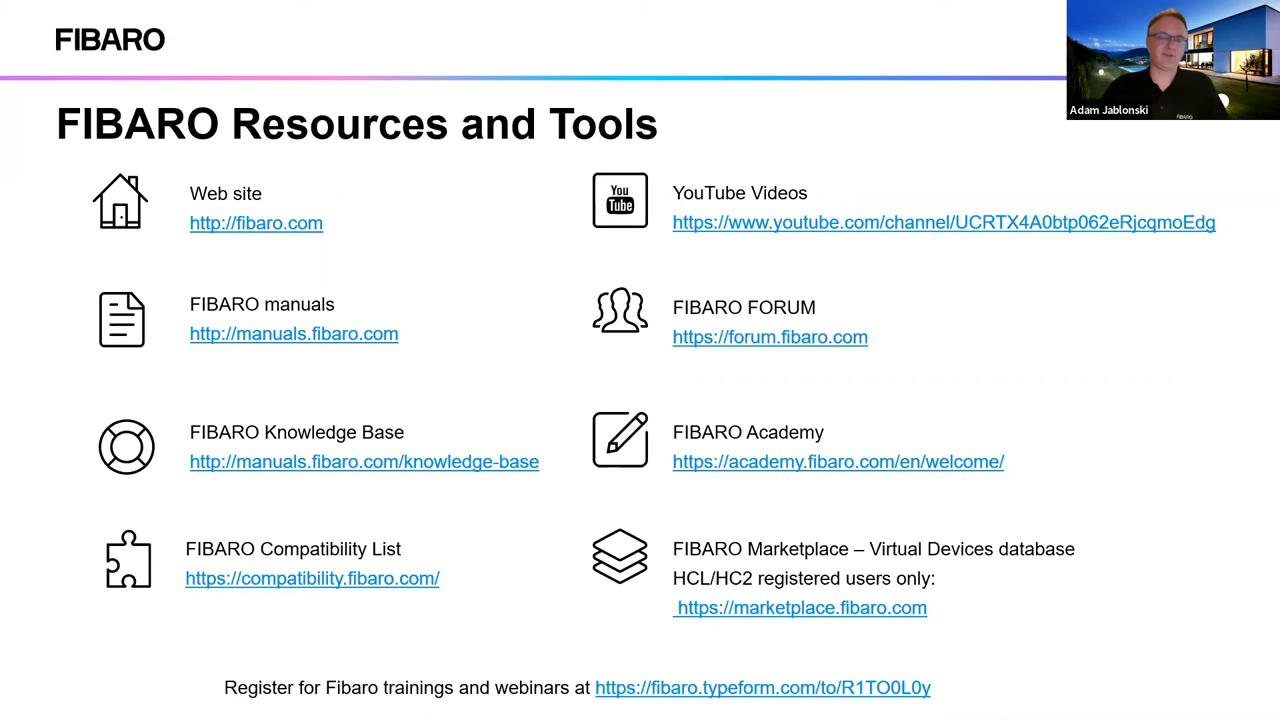 FIBARO
Adam Jablonski
FIBARO
FIBARO Resources and Tools
Web site
http://fibaro.com
You
Tube
YouTube Videos
https://www.youtube.com/channel/UCRTX4A0btp062eRjcqmoEdg
FIBARO manuals
http://manuals.fibaro.com
FIBARO FORUM
https://forum.fibaro.com
FIBARO Knowledge Base
http://manuals.fibaro.com/knowledge-base
FIBARO Academy
https://academy.fibaro.com/en/welcome/
FIBARO Compatibility List
https://compatibility.fibaro.com/
FIBARO Marketplace – Virtual Devices database
HCL/HC2 registered users only:
https://marketplace.fibaro.com
Register for Fibaro trainings and webinars at https://fibaro.typeform.com/to/R1TO0L0y